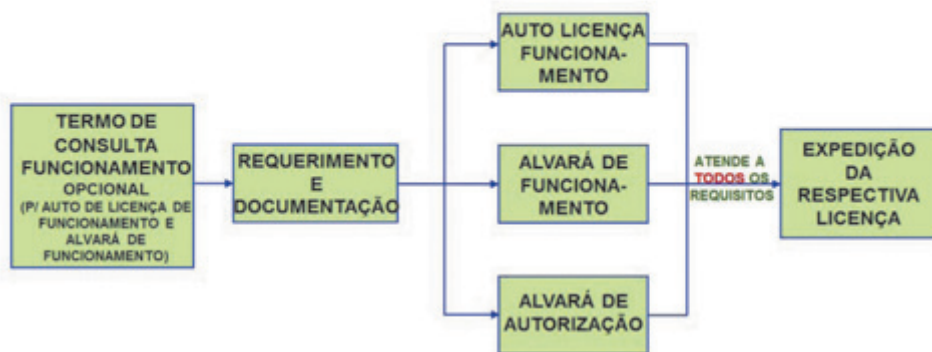 TERMO DE
CONSULTA
FUNCIONAMENTO
OPCIONAL
(P/ AUTO DE LICENÇA DE
FUNCIONAMENTO E
ALVARÁ DE
FUNCIONAMENTO)
REQUERIMENTO
E
DOCUMENTAÇÃO
AUTO LICENÇA
FUNCIONA-
MENTO
ALVARÁ DE
FUNCIONA-
MENTO
ALVARÁ DE
AUTORIZAÇÃO
ATENDE A
TODOS OS
REQUISITOS
EXPEDIÇÃO
DA
RESPECTIVA
LICENÇA